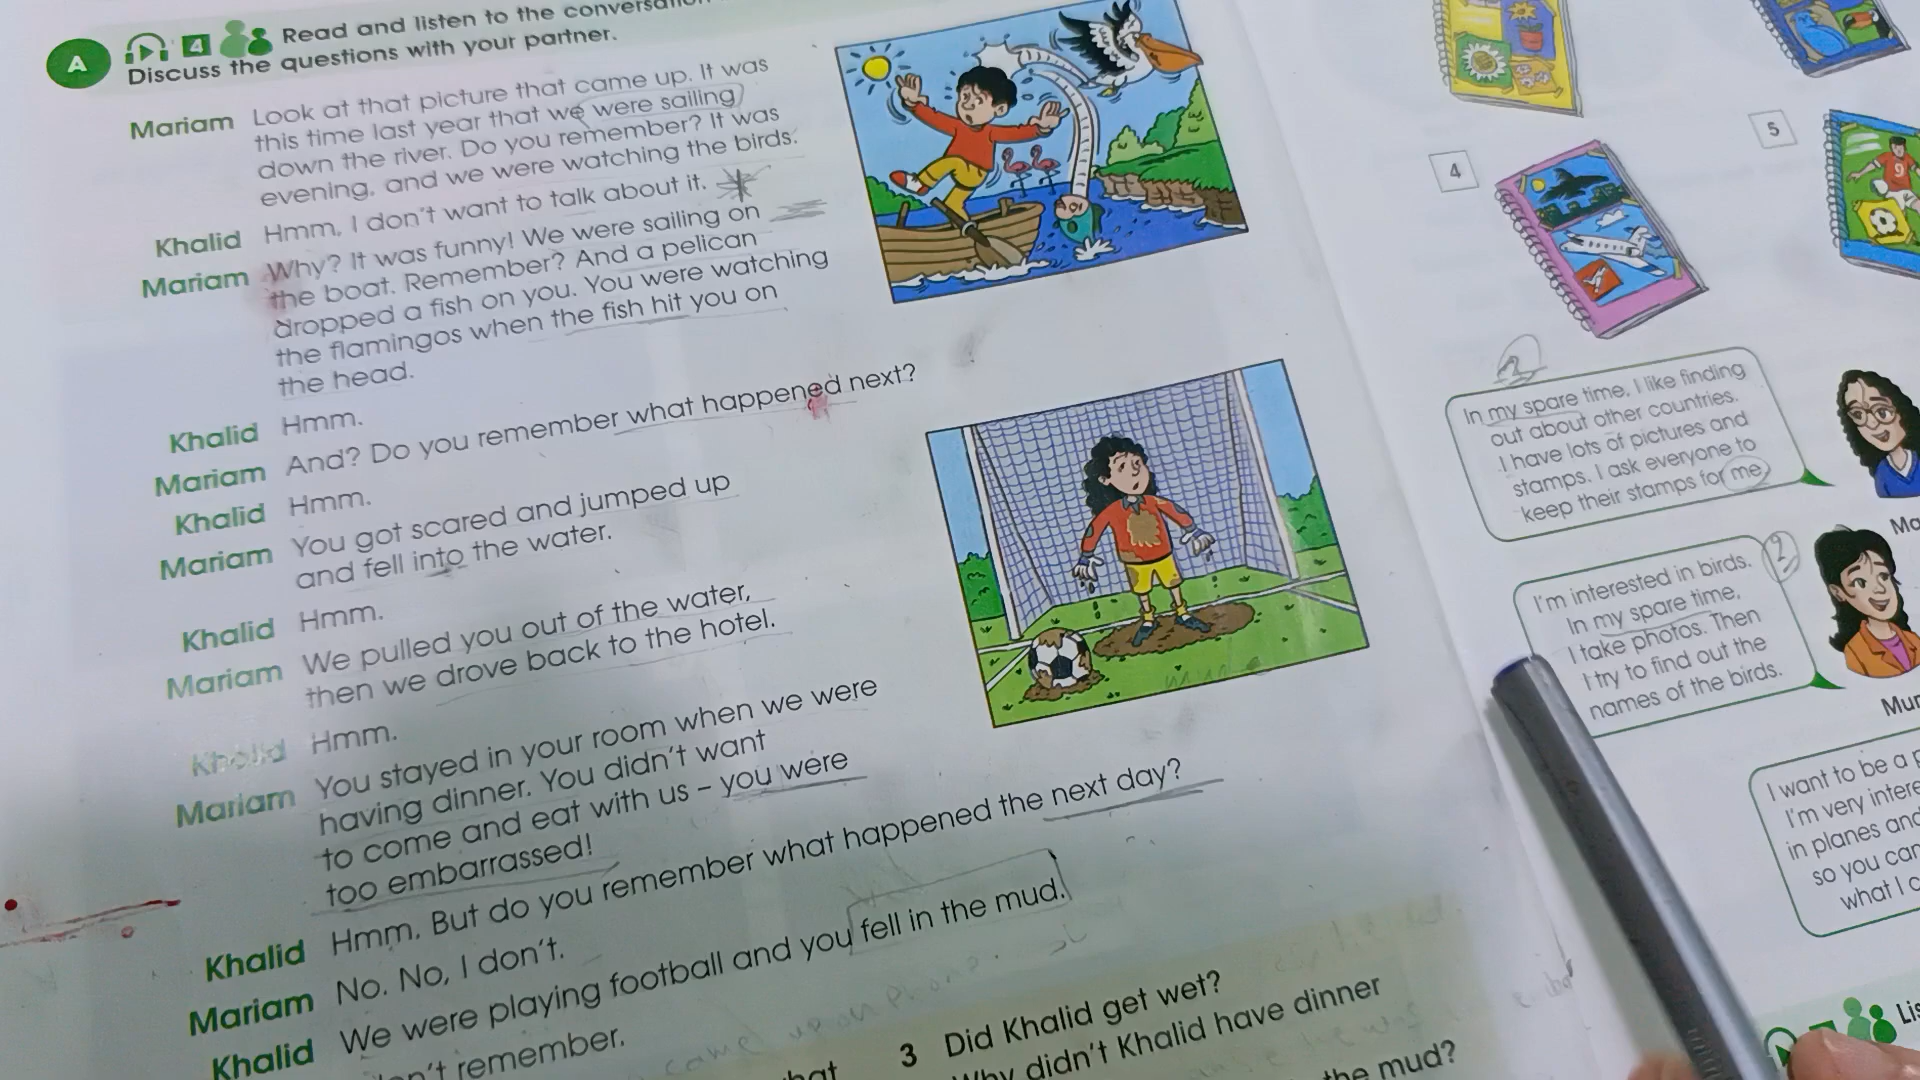 A
4
Read and listen to the
Discuss the questions with your partner.
Mariam Look at that picture that came up. It was
this time last year that we were sailing
down the river. Do you remember? It was
evening, and we were watching the birds.
Khalid Hmm, I don't want to talk about it.
Mariam Why? It was funny! We were sailing on
the boat. Remember? And a pelican
dropped a fish on you. You were watching
the flamingos when the fish hit you on
the head.
Khalid Hmm.
Mariam And? Do you remember what happened next?
Khalid Hmm.
Mariam You got scared and jumped up
and fell into the water.
Khalid Hmm.
Mariam We pulled you out of the water,
then we drove back to the hotel.
Khalid Hmm.
Mariam You stayed in your room when we were
having dinner. You didn't want
to come and eat with us – you were
too embarrassed!
Khalid Hmm. But do you remember what happened the next day?
Mariam No. No, I don't.
Khalid We were playing football and you fell in the mud.
remember.
3 Did Khalid get wet?
didn't Khalid have dinner
the mud?
4
5
9
2
In my spare time, I like finding
out about other countries.
I have lots of pictures and
stamps. I ask everyone to
keep their stamps for me.
2
I'm interested in birds.
In my spare time,
I take photos. Then
I try to find out the
names of the birds.
I want to be a
I'm very
in planes
so you
what I